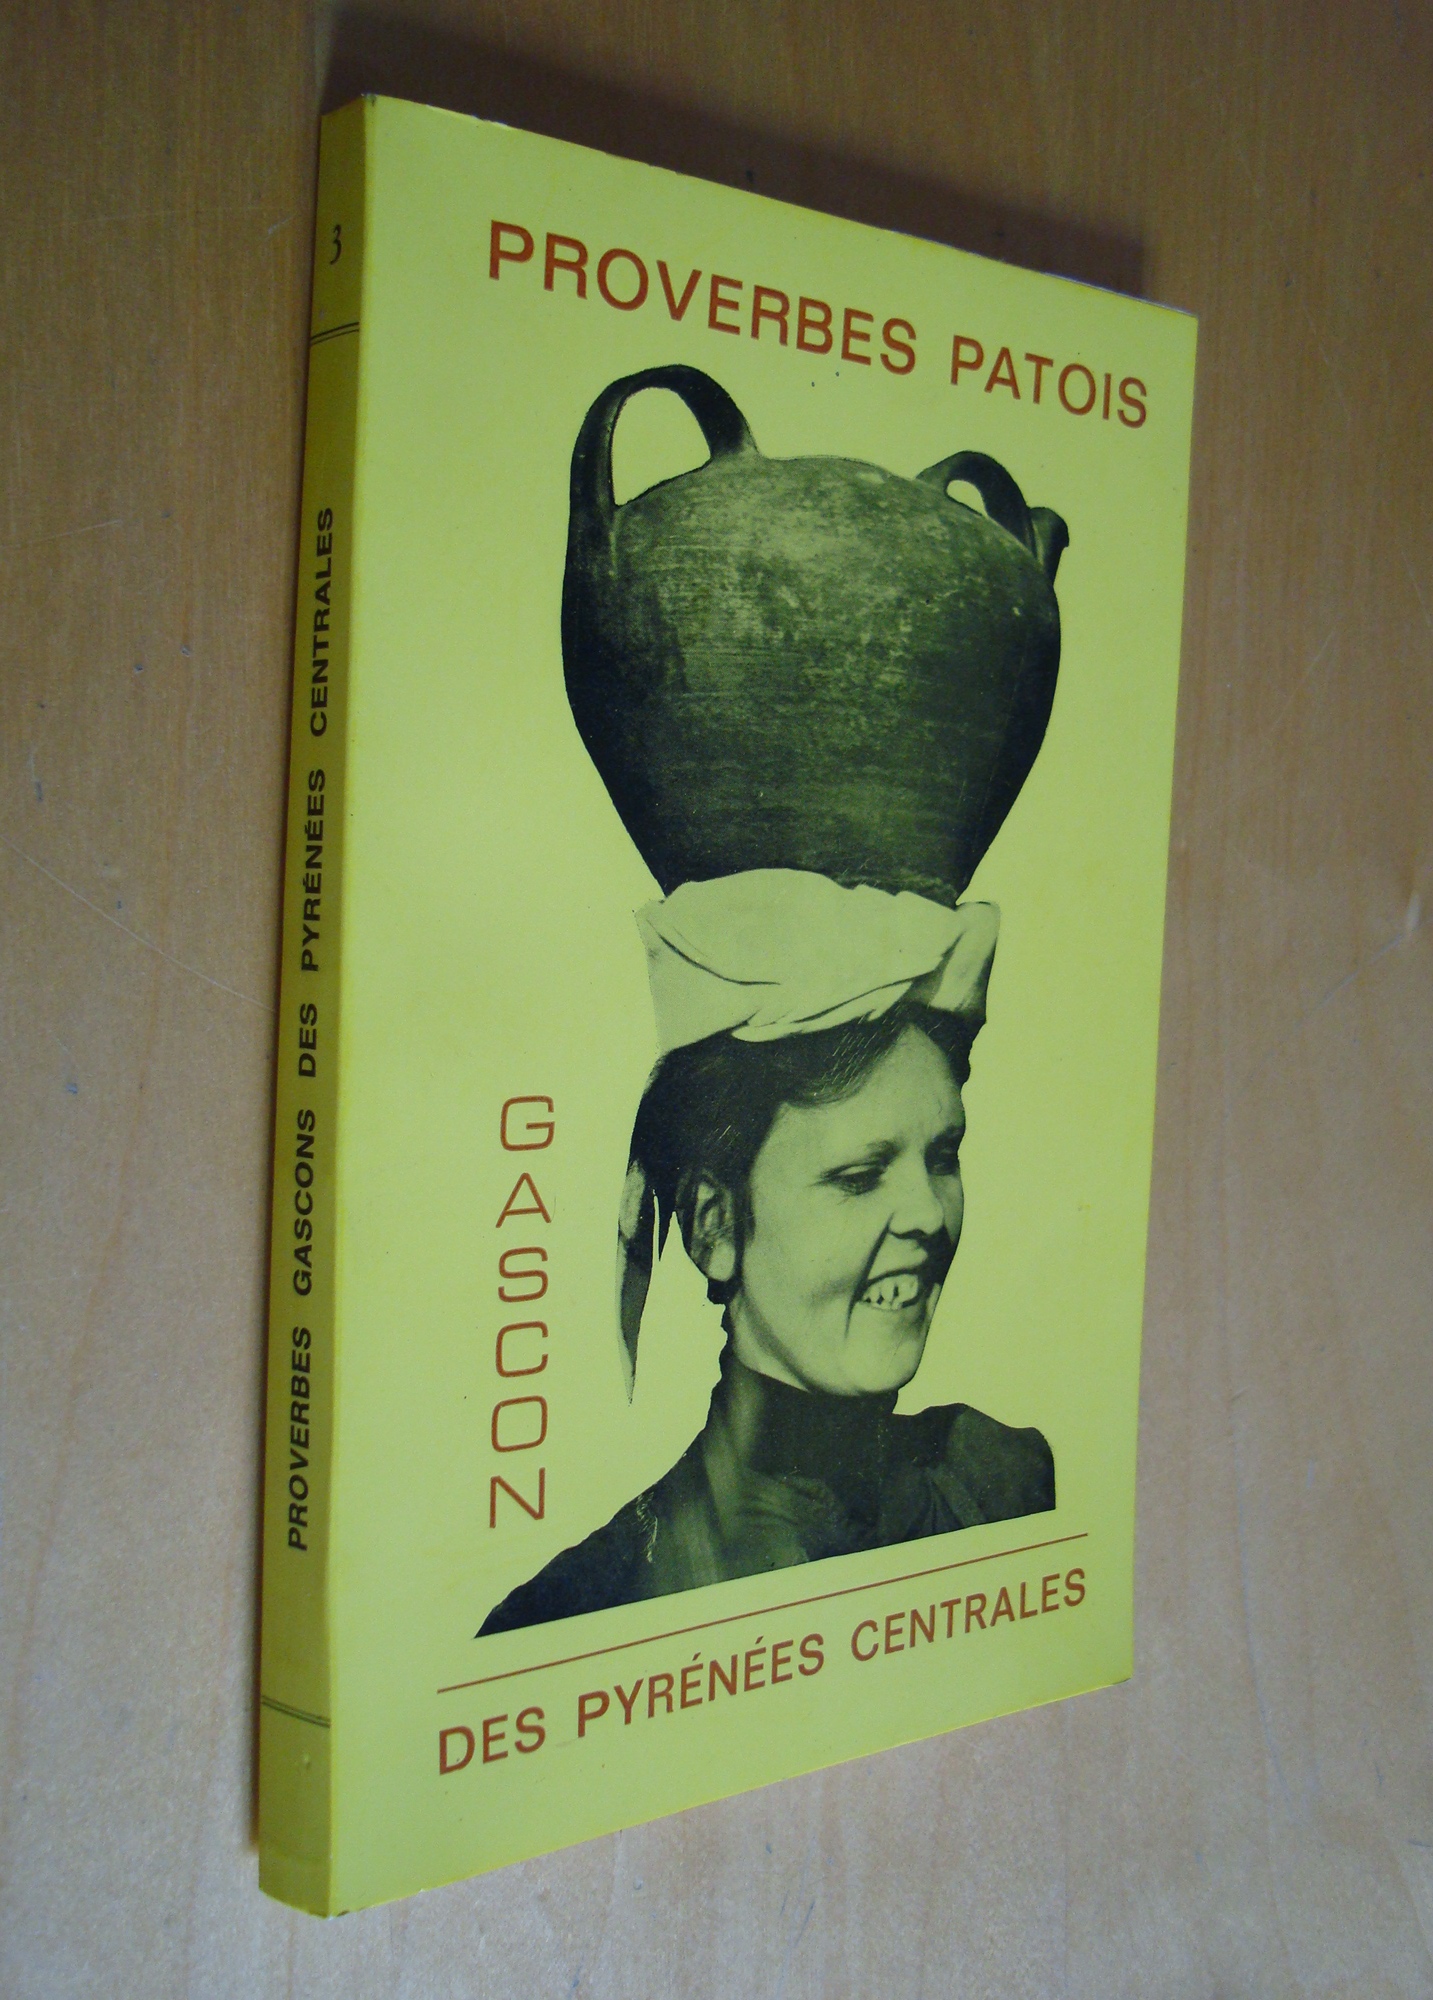 3
PROVERBES GASCONS DES PYRÉNÉES CENTRALES
PROVERBES PATOIS
GASCON
DES PYRÉNÉES CENTRALES